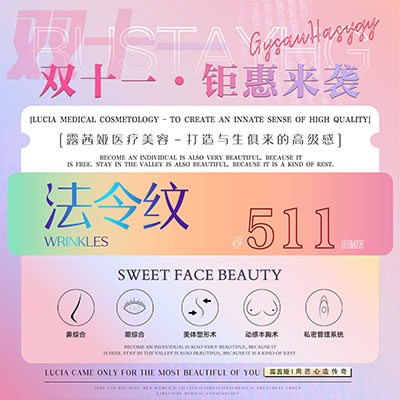 双十一
RHSTAYHG
GysauHasygy
双十一·钜惠来袭
|LUCIA MEDICAL COSMETOLOGY - TO CREATE AN INNATE SENSE OF HIGH QUALITY|
[露茜娅医疗美容-打造与生俱来的高级感]
BECOME AN INDIVIDUAL IS ALSO VERY BEAUTIFUL, BECAUSE IT
IS FREE. STAY IN THE VALLEY IS ALSO BEAUTIFUL, BECAUSE IT IS A KIND OF REST.
法令纹
WRINKLES
¥511
SWEET FACE BEAUTY
鼻综合 眼综合 美体型形术 动感丰胸术 私密管理系统
BECOME AN INDIVIDUAL IS ALSO VERY BEAUTIFUL, BECAUSE IT
IS FREE. STAY IN THE VALLEY IS ALSO BEAUTIFUL, BECAUSE IT IS A KIND OF REST.
LUCIA CAME ONLY FOR THE MOST BEAUTIFUL OF YOU 露茜娅 用匠心造传奇